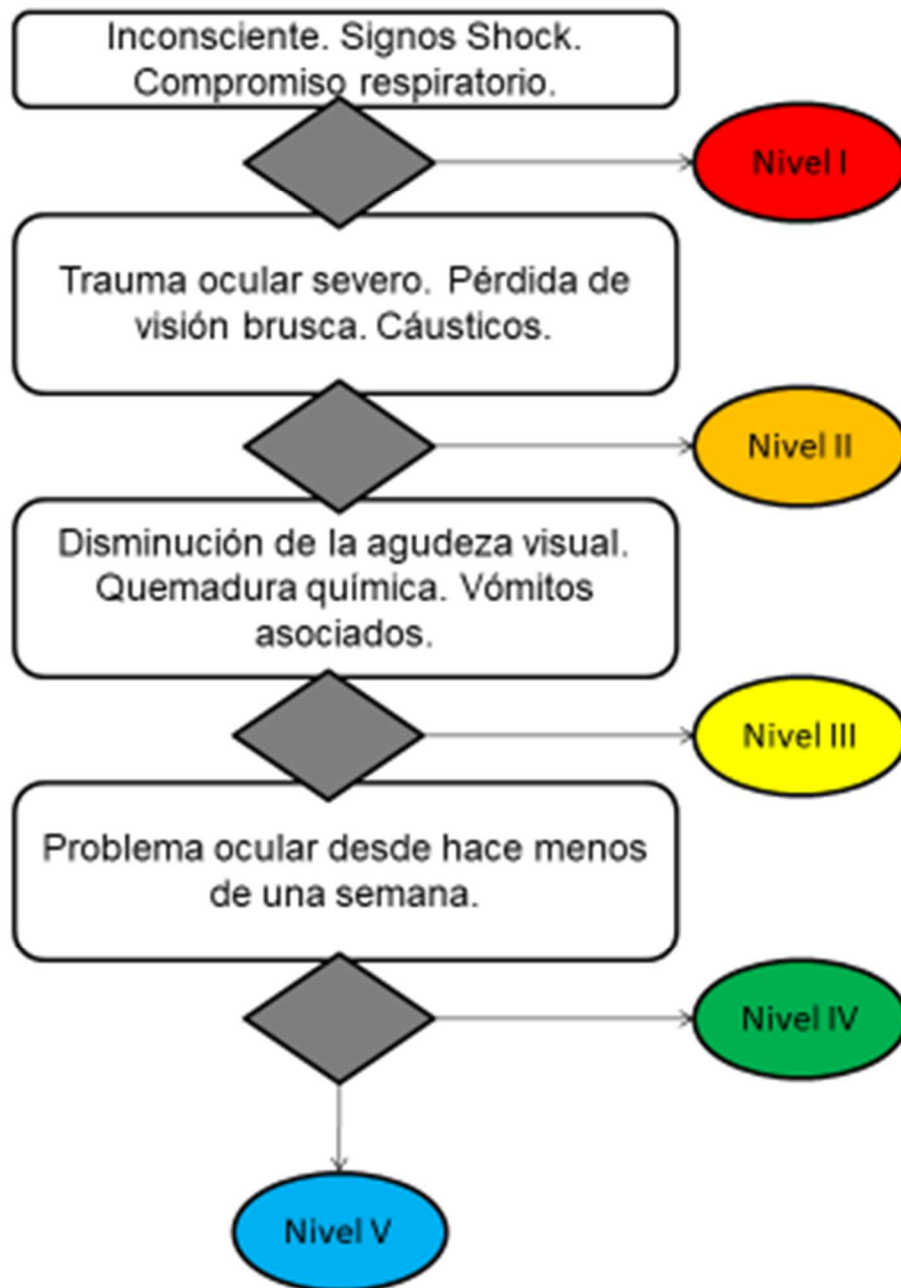 Inconsciente. Signos Shock.
Compromiso respiratorio.
Nivel I
Trauma ocular severo. Pérdida de
visión brusca. Cáusticos.
Nivel II
Disminución de la agudeza visual.
Quemadura química. Vómitos
asociados.
Nivel III
Problema ocular desde hace menos
de una semana.
Nivel IV
Nivel V